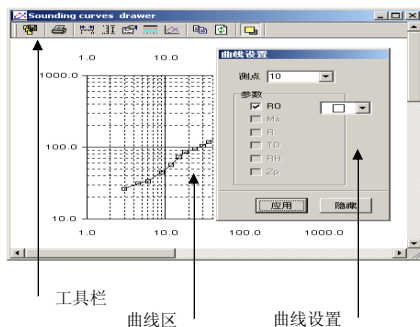 Sounding curves drawer
1.0 10.0
1000.0
100.0
10.0
1.0 10.0 100.0 1000.0
曲线设置
测点 10
参数
RO
Ms
R
TD
RH
Zp
应用 隐藏
工具栏
曲线区
曲线设置